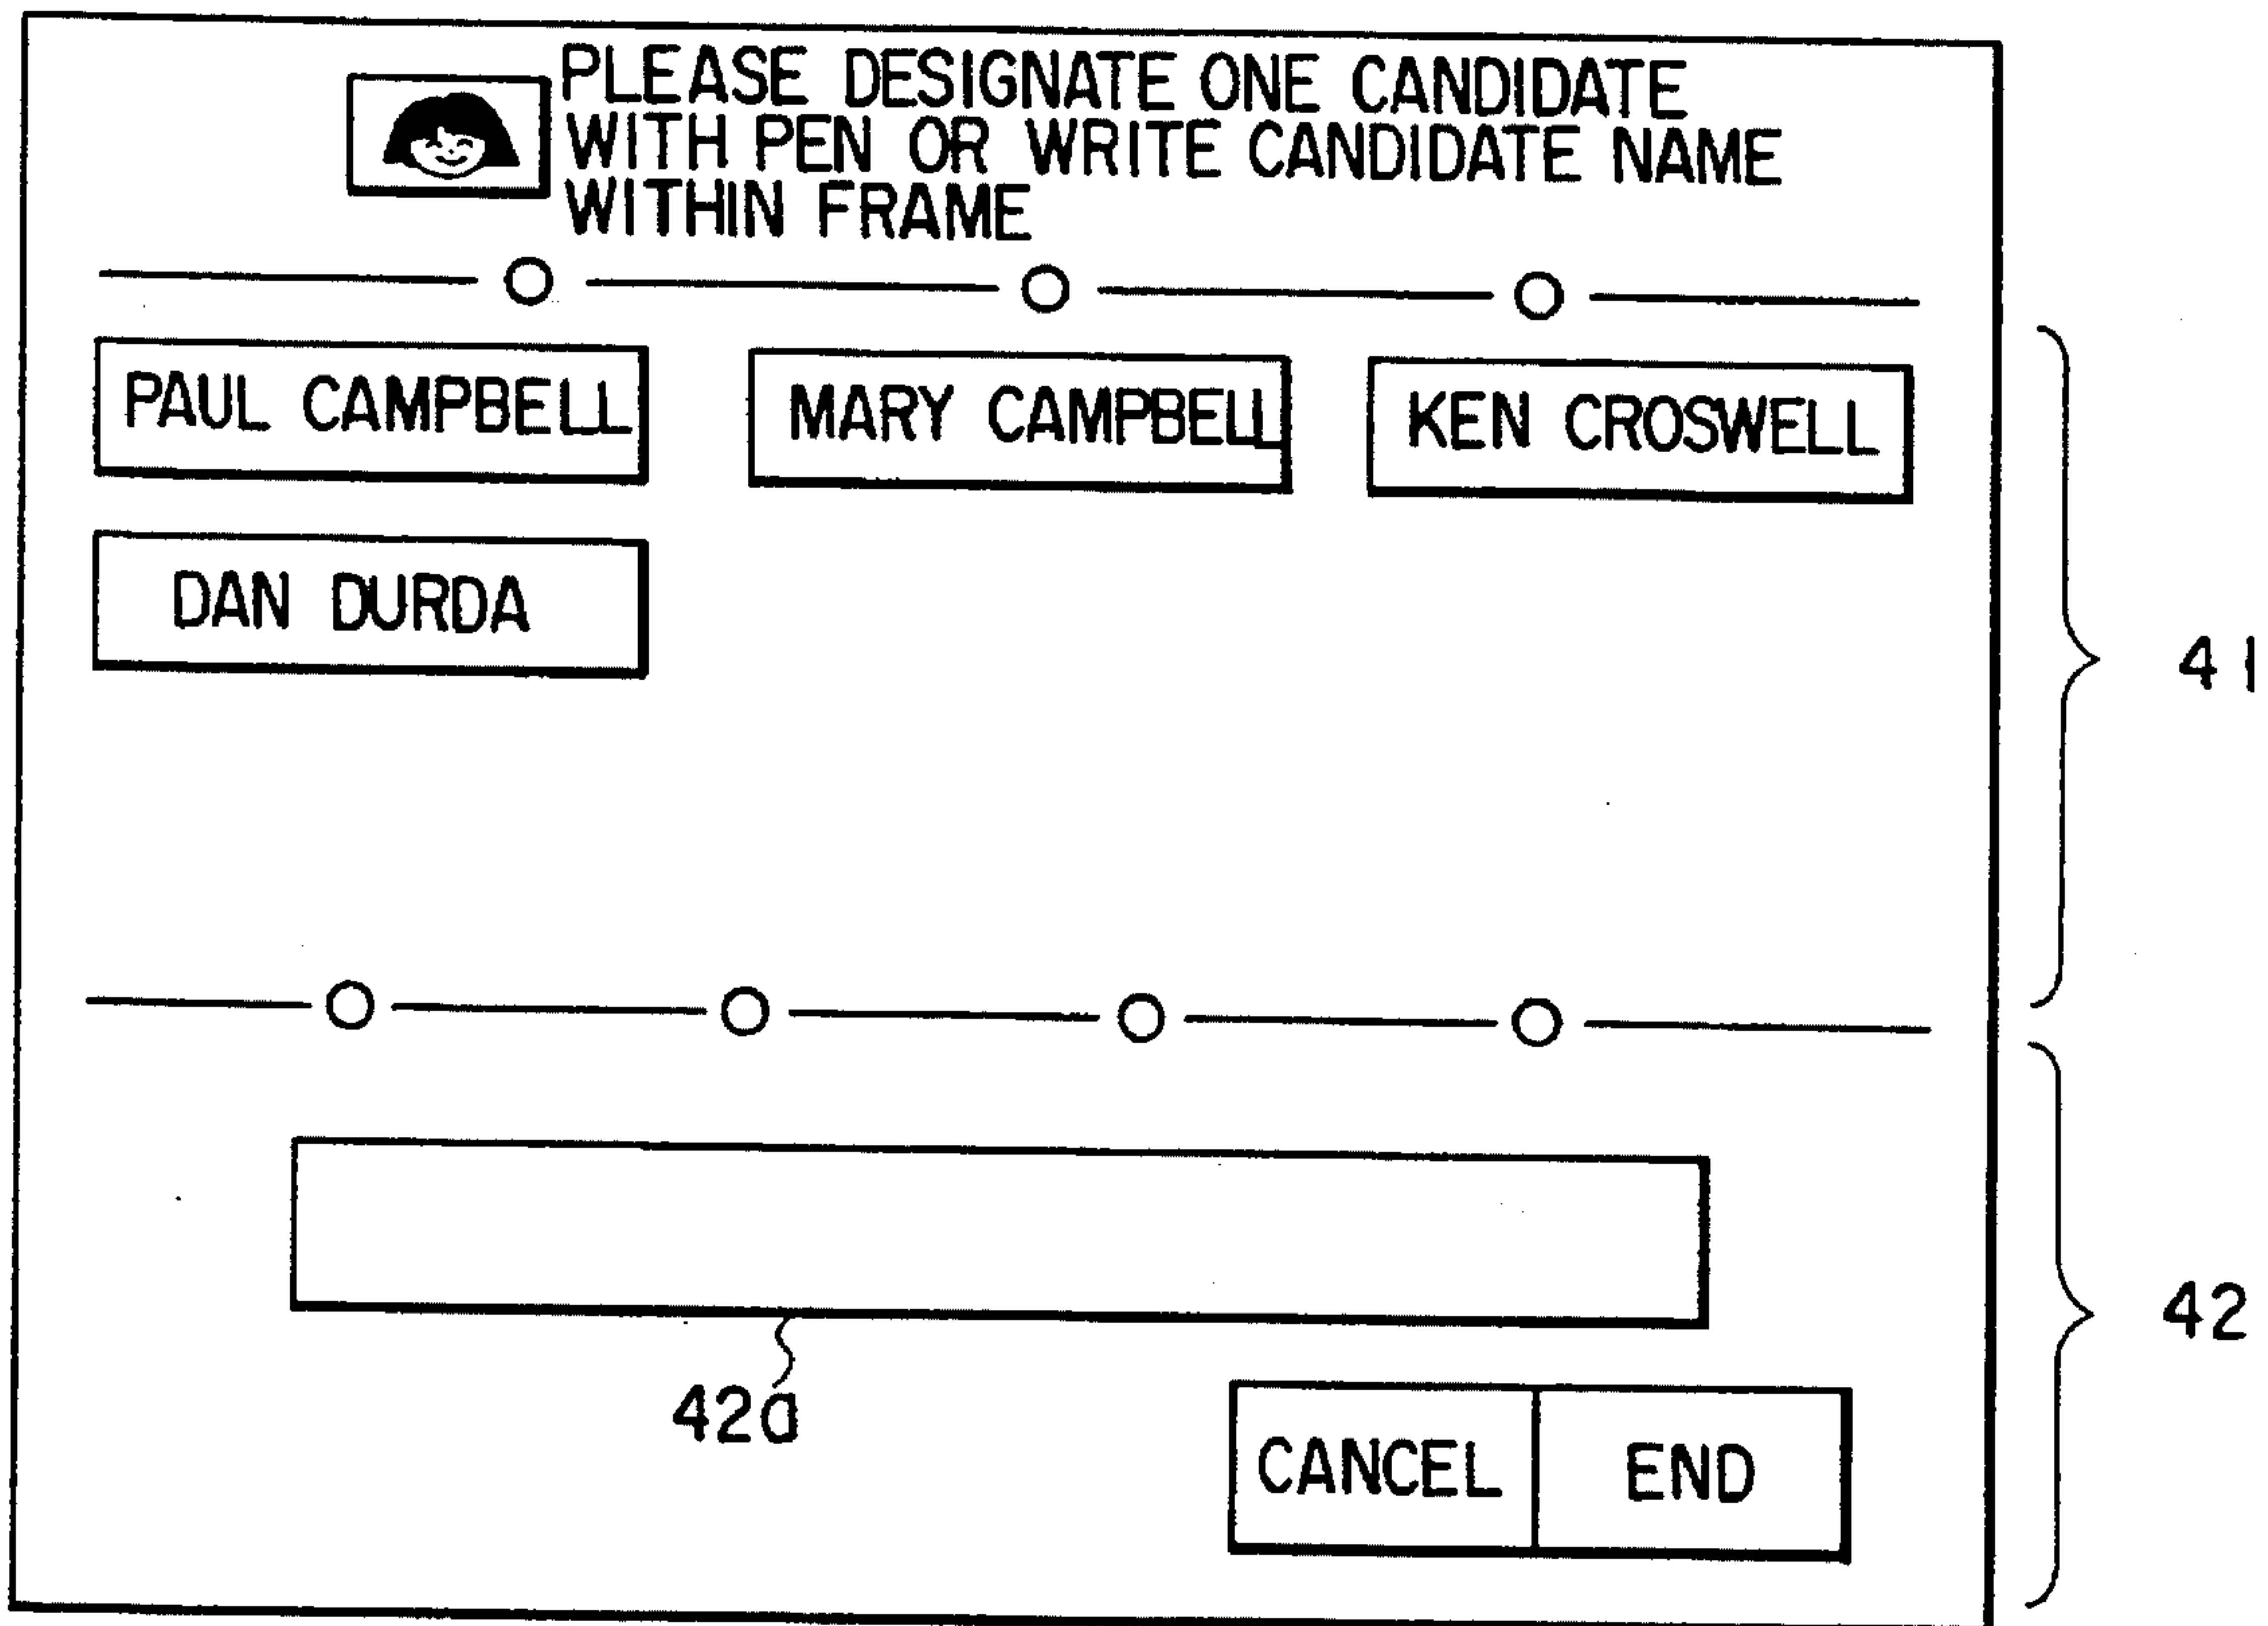 PLEASE DESIGNATE ONE CANDIDATE
WITH PEN OR WRITE CANDIDATE NAME
WITHIN FRAME
PAUL CAMPBELL
MARY CAMPBELL
KEN CROSWELL
DAN DURDA
41
42
42a
CANCEL
END